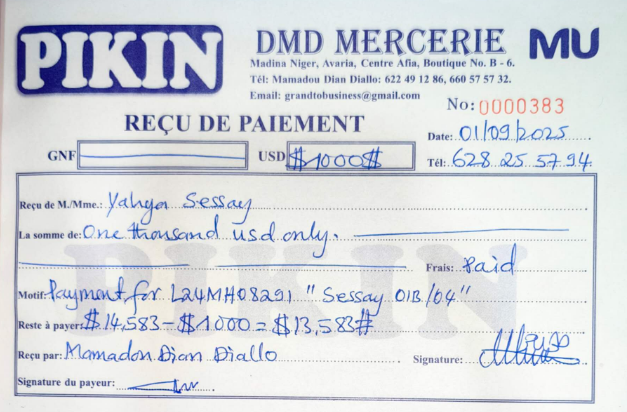 PIKIN
DMD MERCERIE MU
Madina Niger, Avaria, Centre Afia, Boutique No. B - 6.
Tél: Mamadou Dian Diallo: 622 49 12 86, 660 57 57 32.
Email: grandtobusiness@gmail.com
No: 0000383
REÇU DE PAIEMENT
Date: 01/09/2025
GNF USD $1000#
Tél: 628 25 57 94
Reçu de M./Mme.: Yahya Sessay
La somme de: One thousand usd only.
Frais: Paid
Motif: Payment for L24MH08291 "Sessay OIB/04"
Reste à payer: $14,583 - $1000 = $13,583#
Reçu par: Mamadou Dian Diallo Signature:
Signature du payeur:
PIKIN